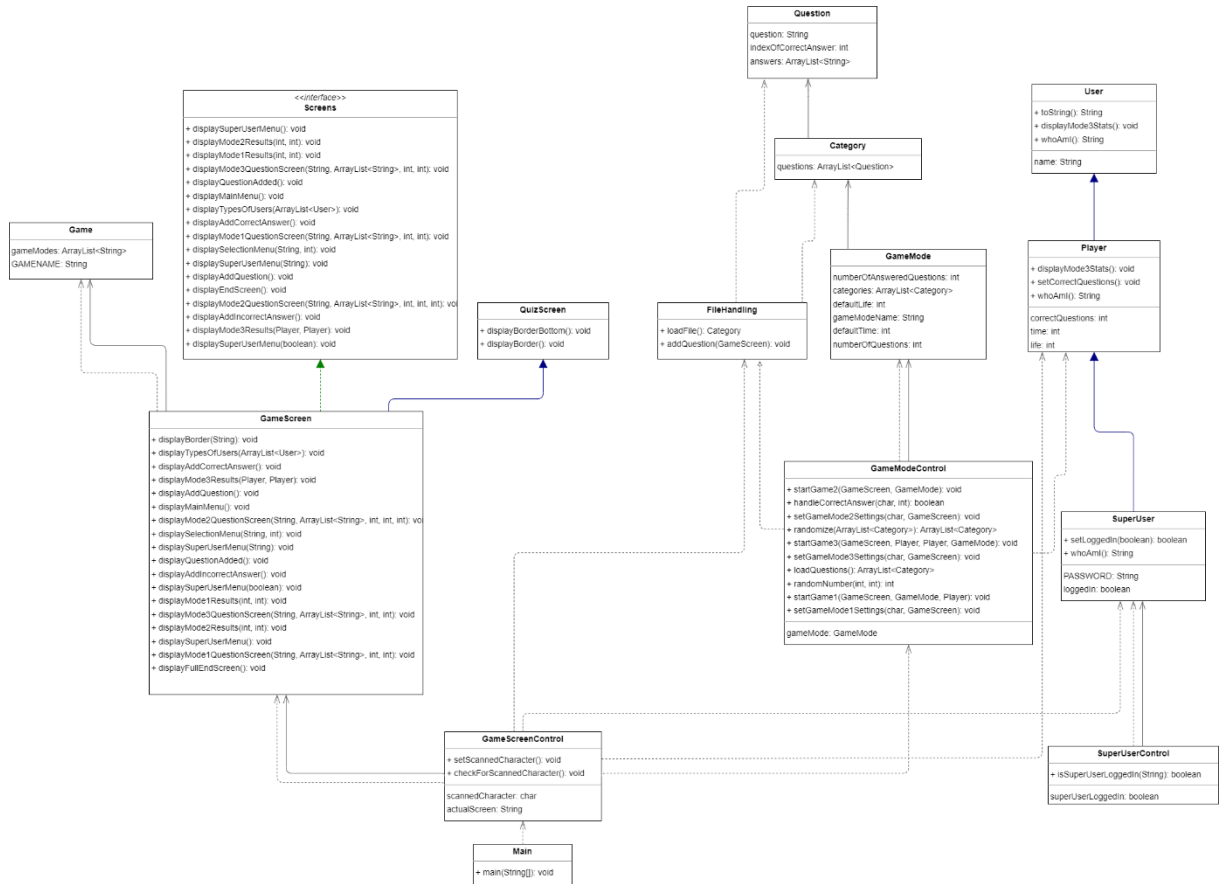 Question
question: String
indexOfCorrectAnswer: int
answers: ArrayList<String>
<<interface>>
Screens
+ displaySuperUserMenu(): void
+ displayMode2Results(int, int): void
+ displayMode1Results(int, int): void
+ displayMode3QuestionScreen(String, ArrayList<String>, int, int): void
+ displayQuestionAdded(): void
+ displayMainMenu(): void
+ displayTypesOfUsers(ArrayList<User>): void
+ displayAddCorrectAnswer(): void
+ displayMode1QuestionScreen(String, ArrayList<String>, int, int): void
+ displaySelectionMenu(String, int): void
+ displaySuperUserMenu(String): void
+ displayAddQuestion(): void
+ displayEndScreen(): void
+ displayMode2QuestionScreen(String, ArrayList<String>, int, int, int): voi
+ displayAddIncorrectAnswer(): void
+ displayMode3Results(Player, Player): void
+ displaySuperUserMenu(boolean): void
User
+ toString(): String
+ displayMode3Stats(): void
+ whoAmI(): String
name: String
Category
questions: ArrayList<Question>
Game
gameModes: ArrayList<String>
GAMENAME: String
Player
+ displayMode3Stats(): void
+ setCorrectQuestions(): void
+ whoAmI(): String
correctQuestions: int
time: int
life: int
GameMode
numberOfAnsweredQuestions: int
categories: ArrayList<Category>
defaultLife: int
gameModeName: String
defaultTime: int
numberOfQuestions: int
QuizScreen
+ displayBorderBottom(): void
+ displayBorder(): void
FileHandling
+ loadFile(): Category
+ addQuestion(GameScreen): void
GameScreen
+ displayBorder(String): void
+ displayTypesOfUsers(ArrayList<User>): void
+ displayAddCorrectAnswer(): void
+ displayMode3Results(Player, Player): void
+ displayAddQuestion(): void
+ displayMainMenu(): void
+ displayMode2QuestionScreen(String, ArrayList<String>, int, int, int): voi
+ displaySelectionMenu(String, int): void
+ displaySuperUserMenu(String): void
+ displayQuestionAdded(): void
+ displayAddIncorrectAnswer(): void
+ displaySuperUserMenu(boolean): void
+ displayMode1Results(int, int): void
+ displayMode3QuestionScreen(String, ArrayList<String>, int, int): void
+ displayMode2Results(int, int): void
+ displaySuperUserMenu(): void
+ displayMode1QuestionScreen(String, ArrayList<String>, int, int): void
+ displayFullEndScreen(): void
GameModeControl
+ startGame2(GameScreen, GameMode): void
+ handleCorrectAnswer(char, int): boolean
+ setGameMode2Settings(char, GameScreen): void
+ randomize(ArrayList<Category>): ArrayList<Category>
+ startGame3(GameScreen, Player, Player, GameMode): void
+ setGameMode3Settings(char, GameScreen): void
+ loadQuestions(): ArrayList<Category>
+ randomNumber(int, int): int
+ startGame1(GameScreen, GameMode, Player): void
+ setGameMode1Settings(char, GameScreen): void
gameMode: GameMode
SuperUser
+ setLoggedIn(boolean): boolean
+ whoAmI(): String
PASSWORD: String
loggedIn: boolean
GameScreenControl
+ setScannedCharacter(): void
+ checkForScannedCharacter(): void
scannedCharacter: char
actualScreen: String
SuperUserControl
+ isSuperUserLoggedIn(String): boolean
superUserLoggedIn: boolean
Main
+ main(String[]): void